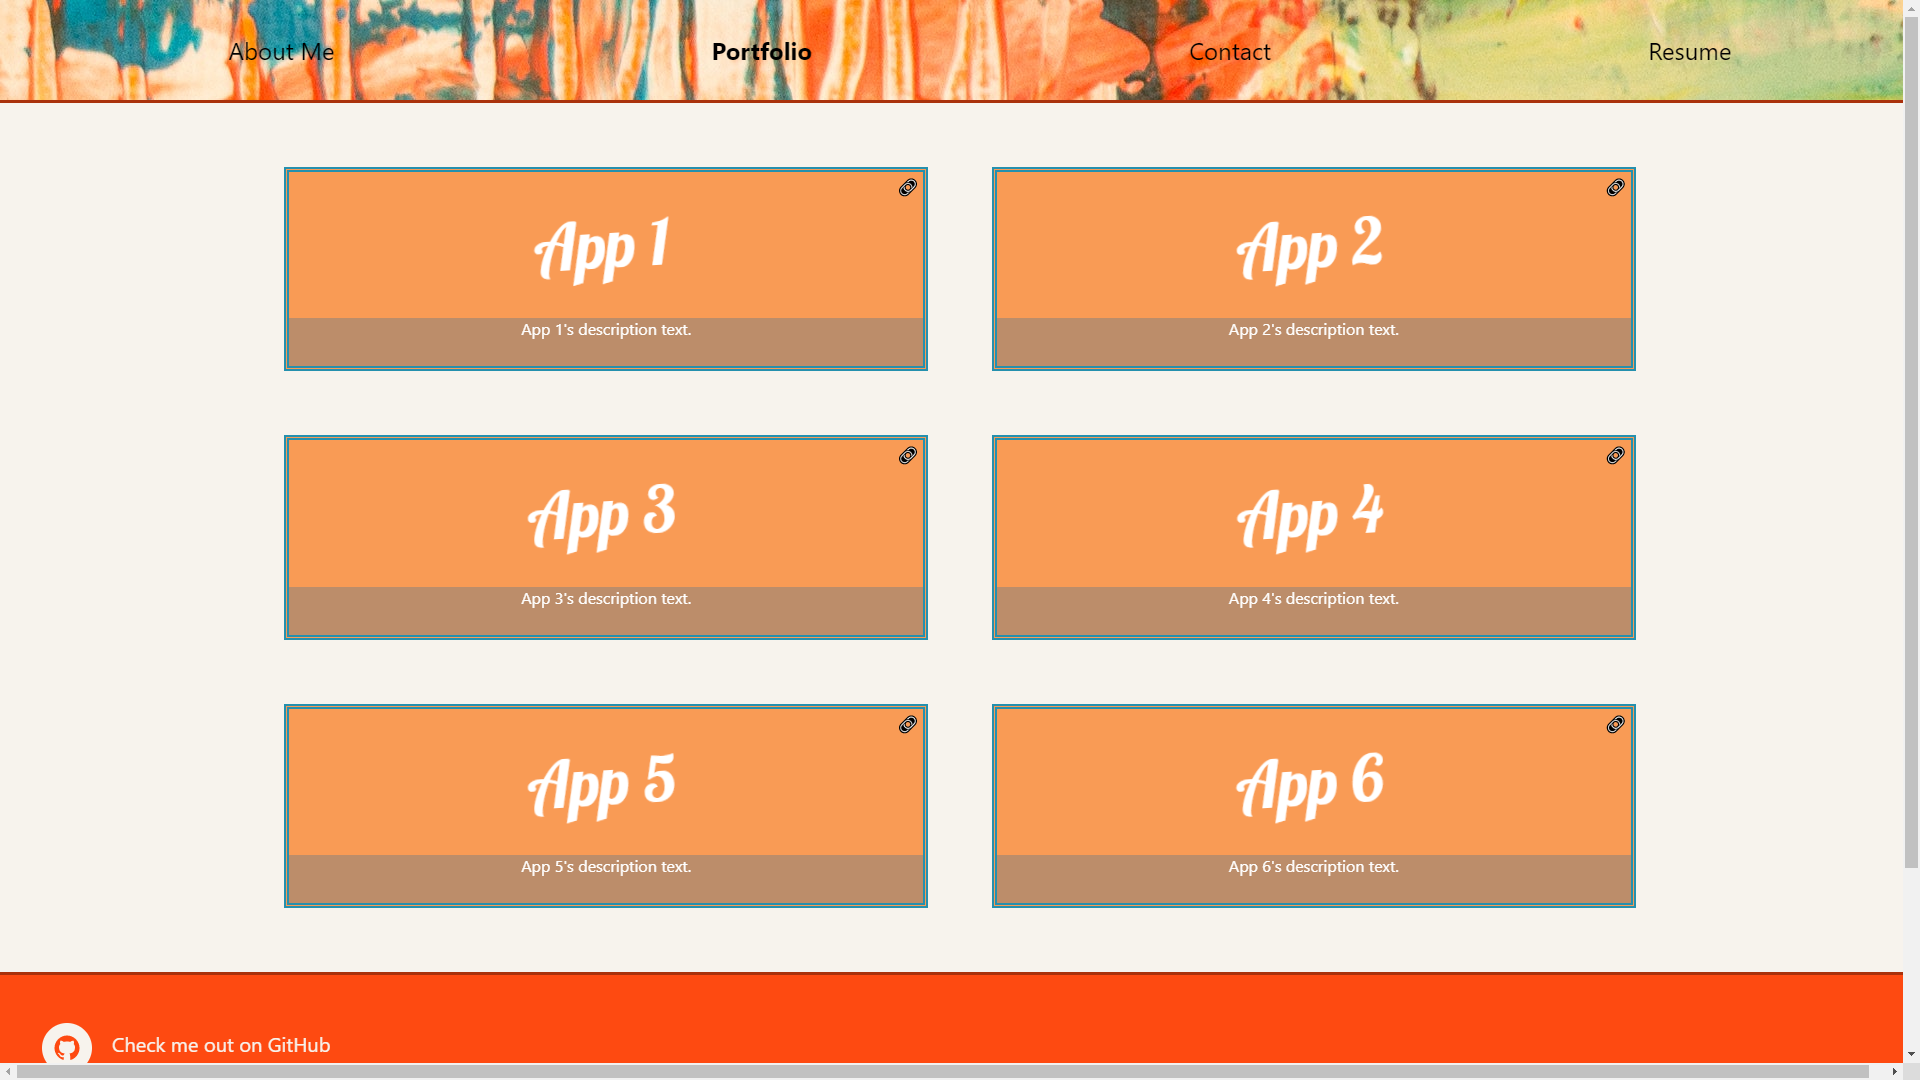 About Me
Portfolio
Contact
Resume
App 1
App 1's description text.
App 2
App 2's description text.
App 3
App 3's description text.
App 4
App 4's description text.
App 5
App 5's description text.
App 6
App 6's description text.
Check me out on GitHub